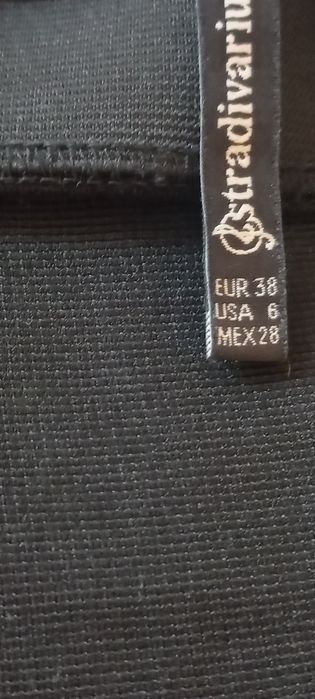 stradivariu
EUR 38
USA 6
MEX 28